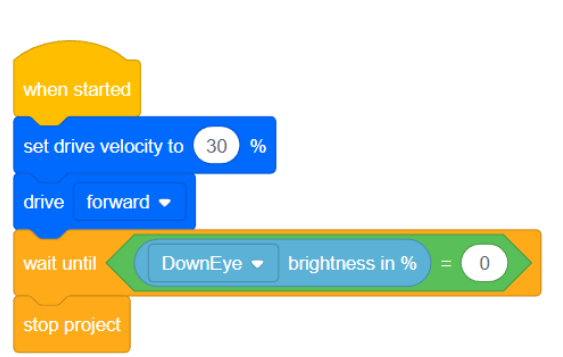 when started
set drive velocity to 30 %
drive forward
wait until DownEye brightness in % = 0
stop project